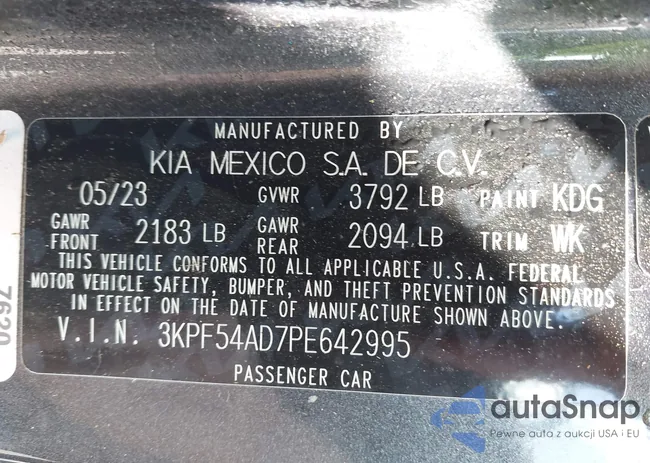 MANUFACTURED BY
KIA MEXICO S.A. DE C.V.
05/23 GVWR 3792 LB PAINT KDG
GAWR FRONT 2183 LB GAWR REAR 2094 LB TRIM WK
THIS VEHICLE CONFORMS TO ALL APPLICABLE U.S.A. FEDERAL
MOTOR VEHICLE SAFETY, BUMPER, AND THEFT PREVENTION STANDARDS
IN EFFECT ON THE DATE OF MANUFACTURE SHOWN ABOVE.
V.I.N. 3KPF54AD7PE642995
PASSENGER CAR
autaSnap
Pewne auta z aukcji USA i EU